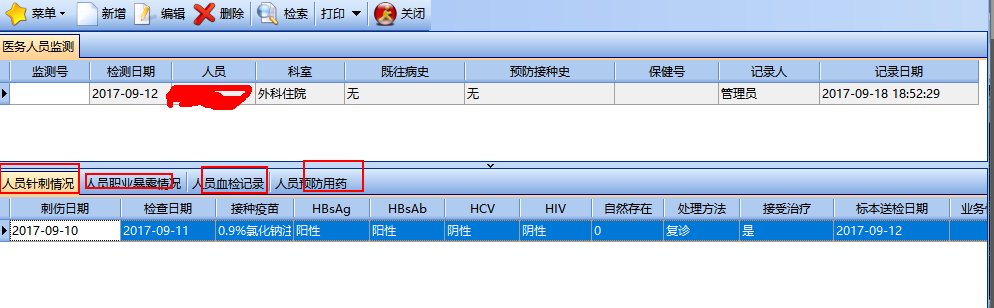 菜单 新增 编辑 删除 检索 打印 关闭
医务人员监测
监测号 检测日期 人员 科室 既往病史 预防接种史 保健号 记录人 记录日期
2017-09-12 外科住院 无 无 管理员 2017-09-18 18:52:29
人员针刺情况 人员职业暴露情况 人员血检记录 人员预防用药
刺伤日期 检查日期 接种疫苗 HBsAg HBsAb HCV HIV 自然存在 处理方法 接受治疗 标本送检日期 业务
2017-09-10 2017-09-11 0.9%氯化钠注 阳性 阳性 阴性 阴性 0 复诊 是 2017-09-12